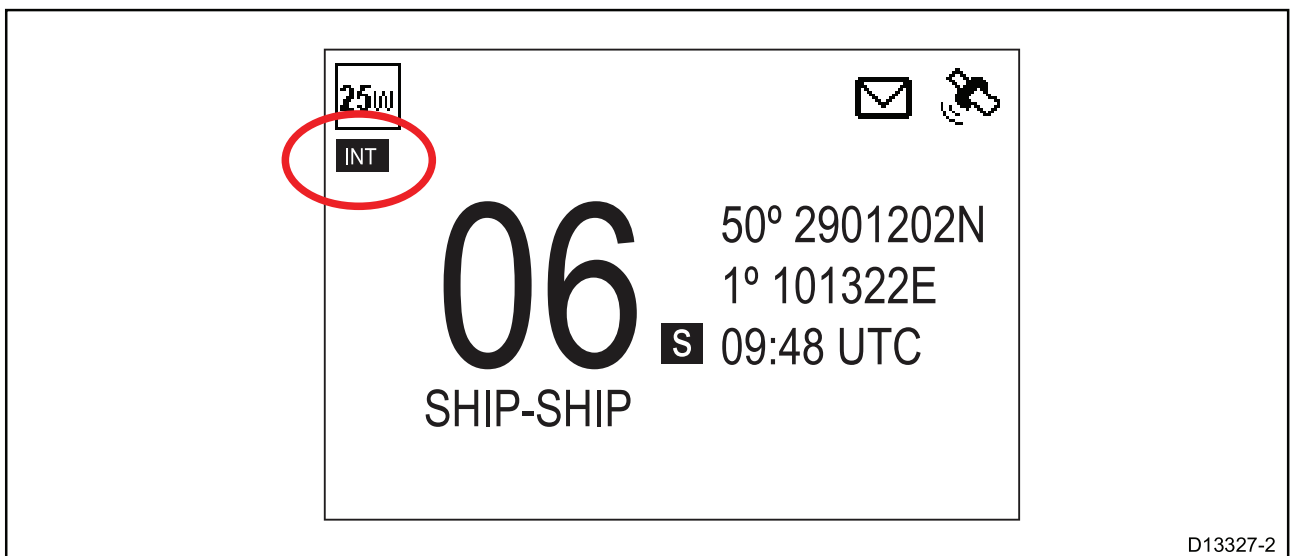 25W
INT
06
50º 2901202N
1º 101322E
S 09:48 UTC
SHIP-SHIP
D13327-2